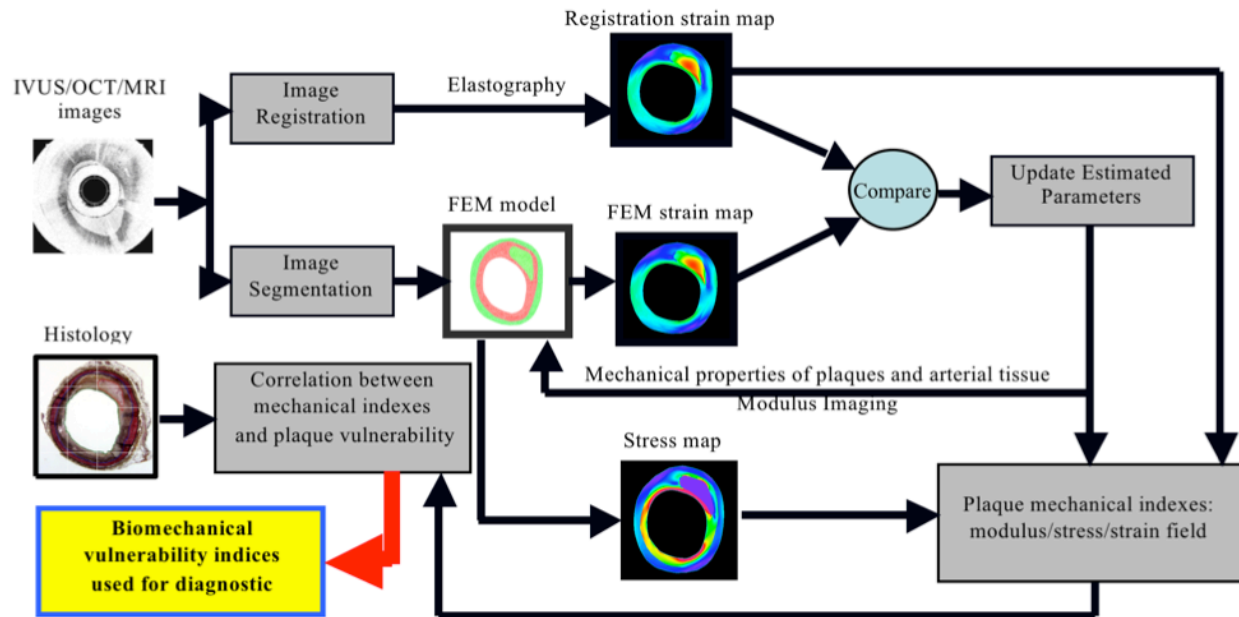 Registration strain map
IVUS/OCT/MRI
images
Image
Registration
Elastography
Compare
Update Estimated
Parameters
FEM model
FEM strain map
Image
Segmentation
Histology
Correlation between
mechanical indexes
and plaque vulnerability
Mechanical properties of plaques and arterial tissue
Modulus Imaging
Stress map
Plaque mechanical indexes:
modulus/stress/strain field
Biomechanical
vulnerability indices
used for diagnostic